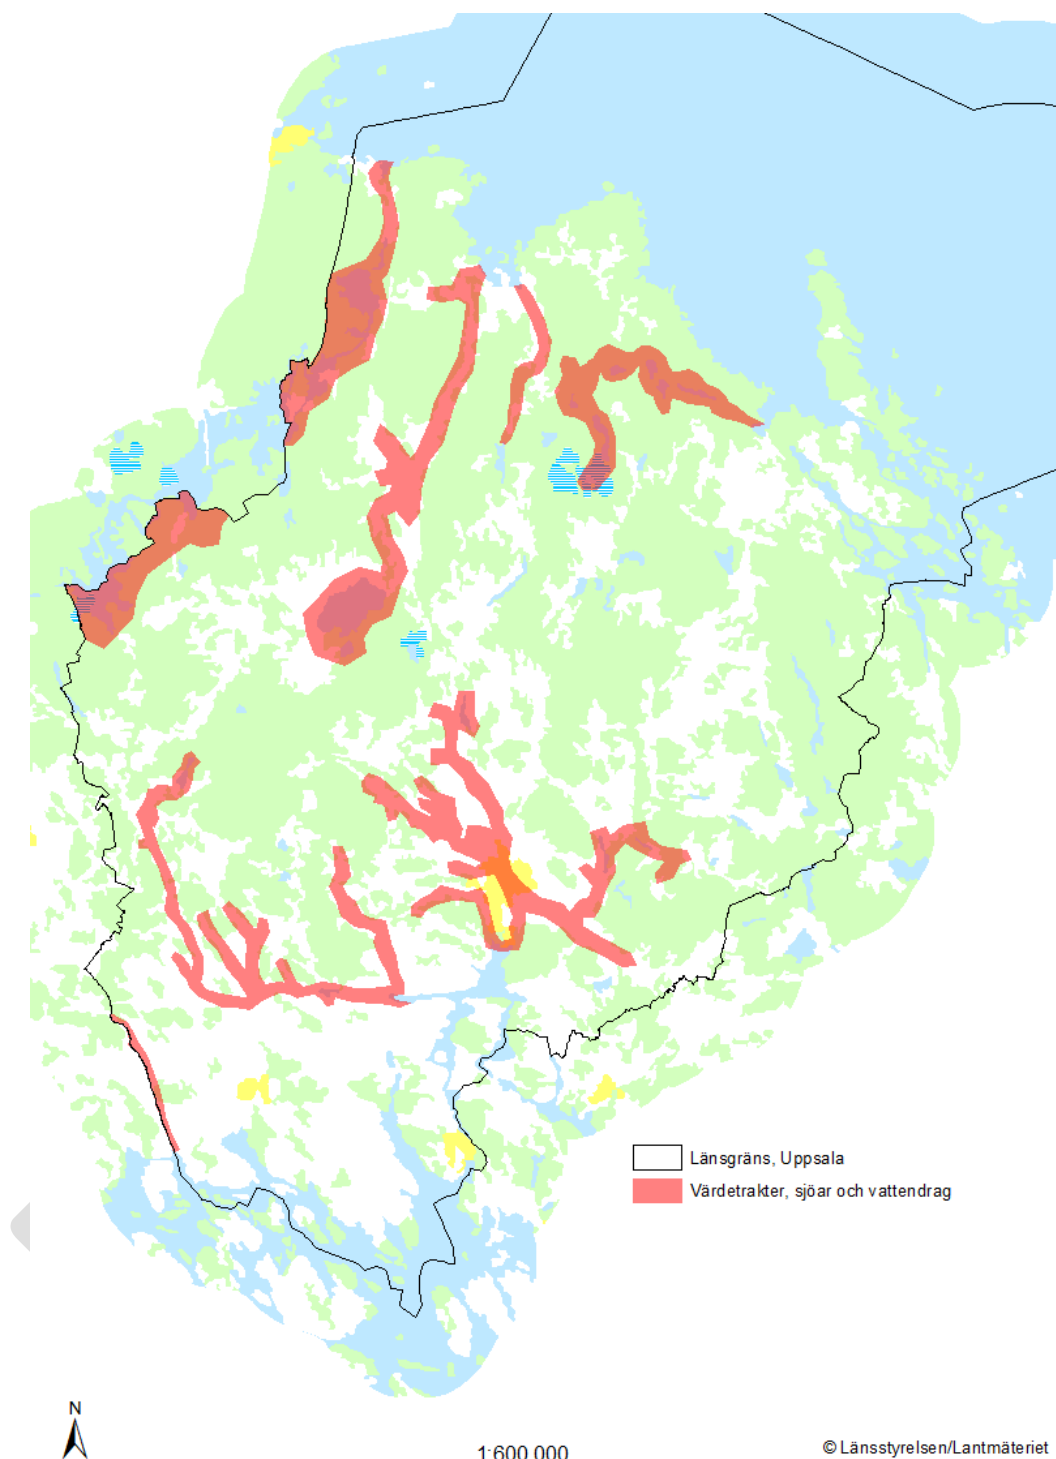 Länsgräns, Uppsala
Värdetrakter, sjöar och vattendrag
N
1:600 000
© Länsstyrelsen/Lantmäteriet